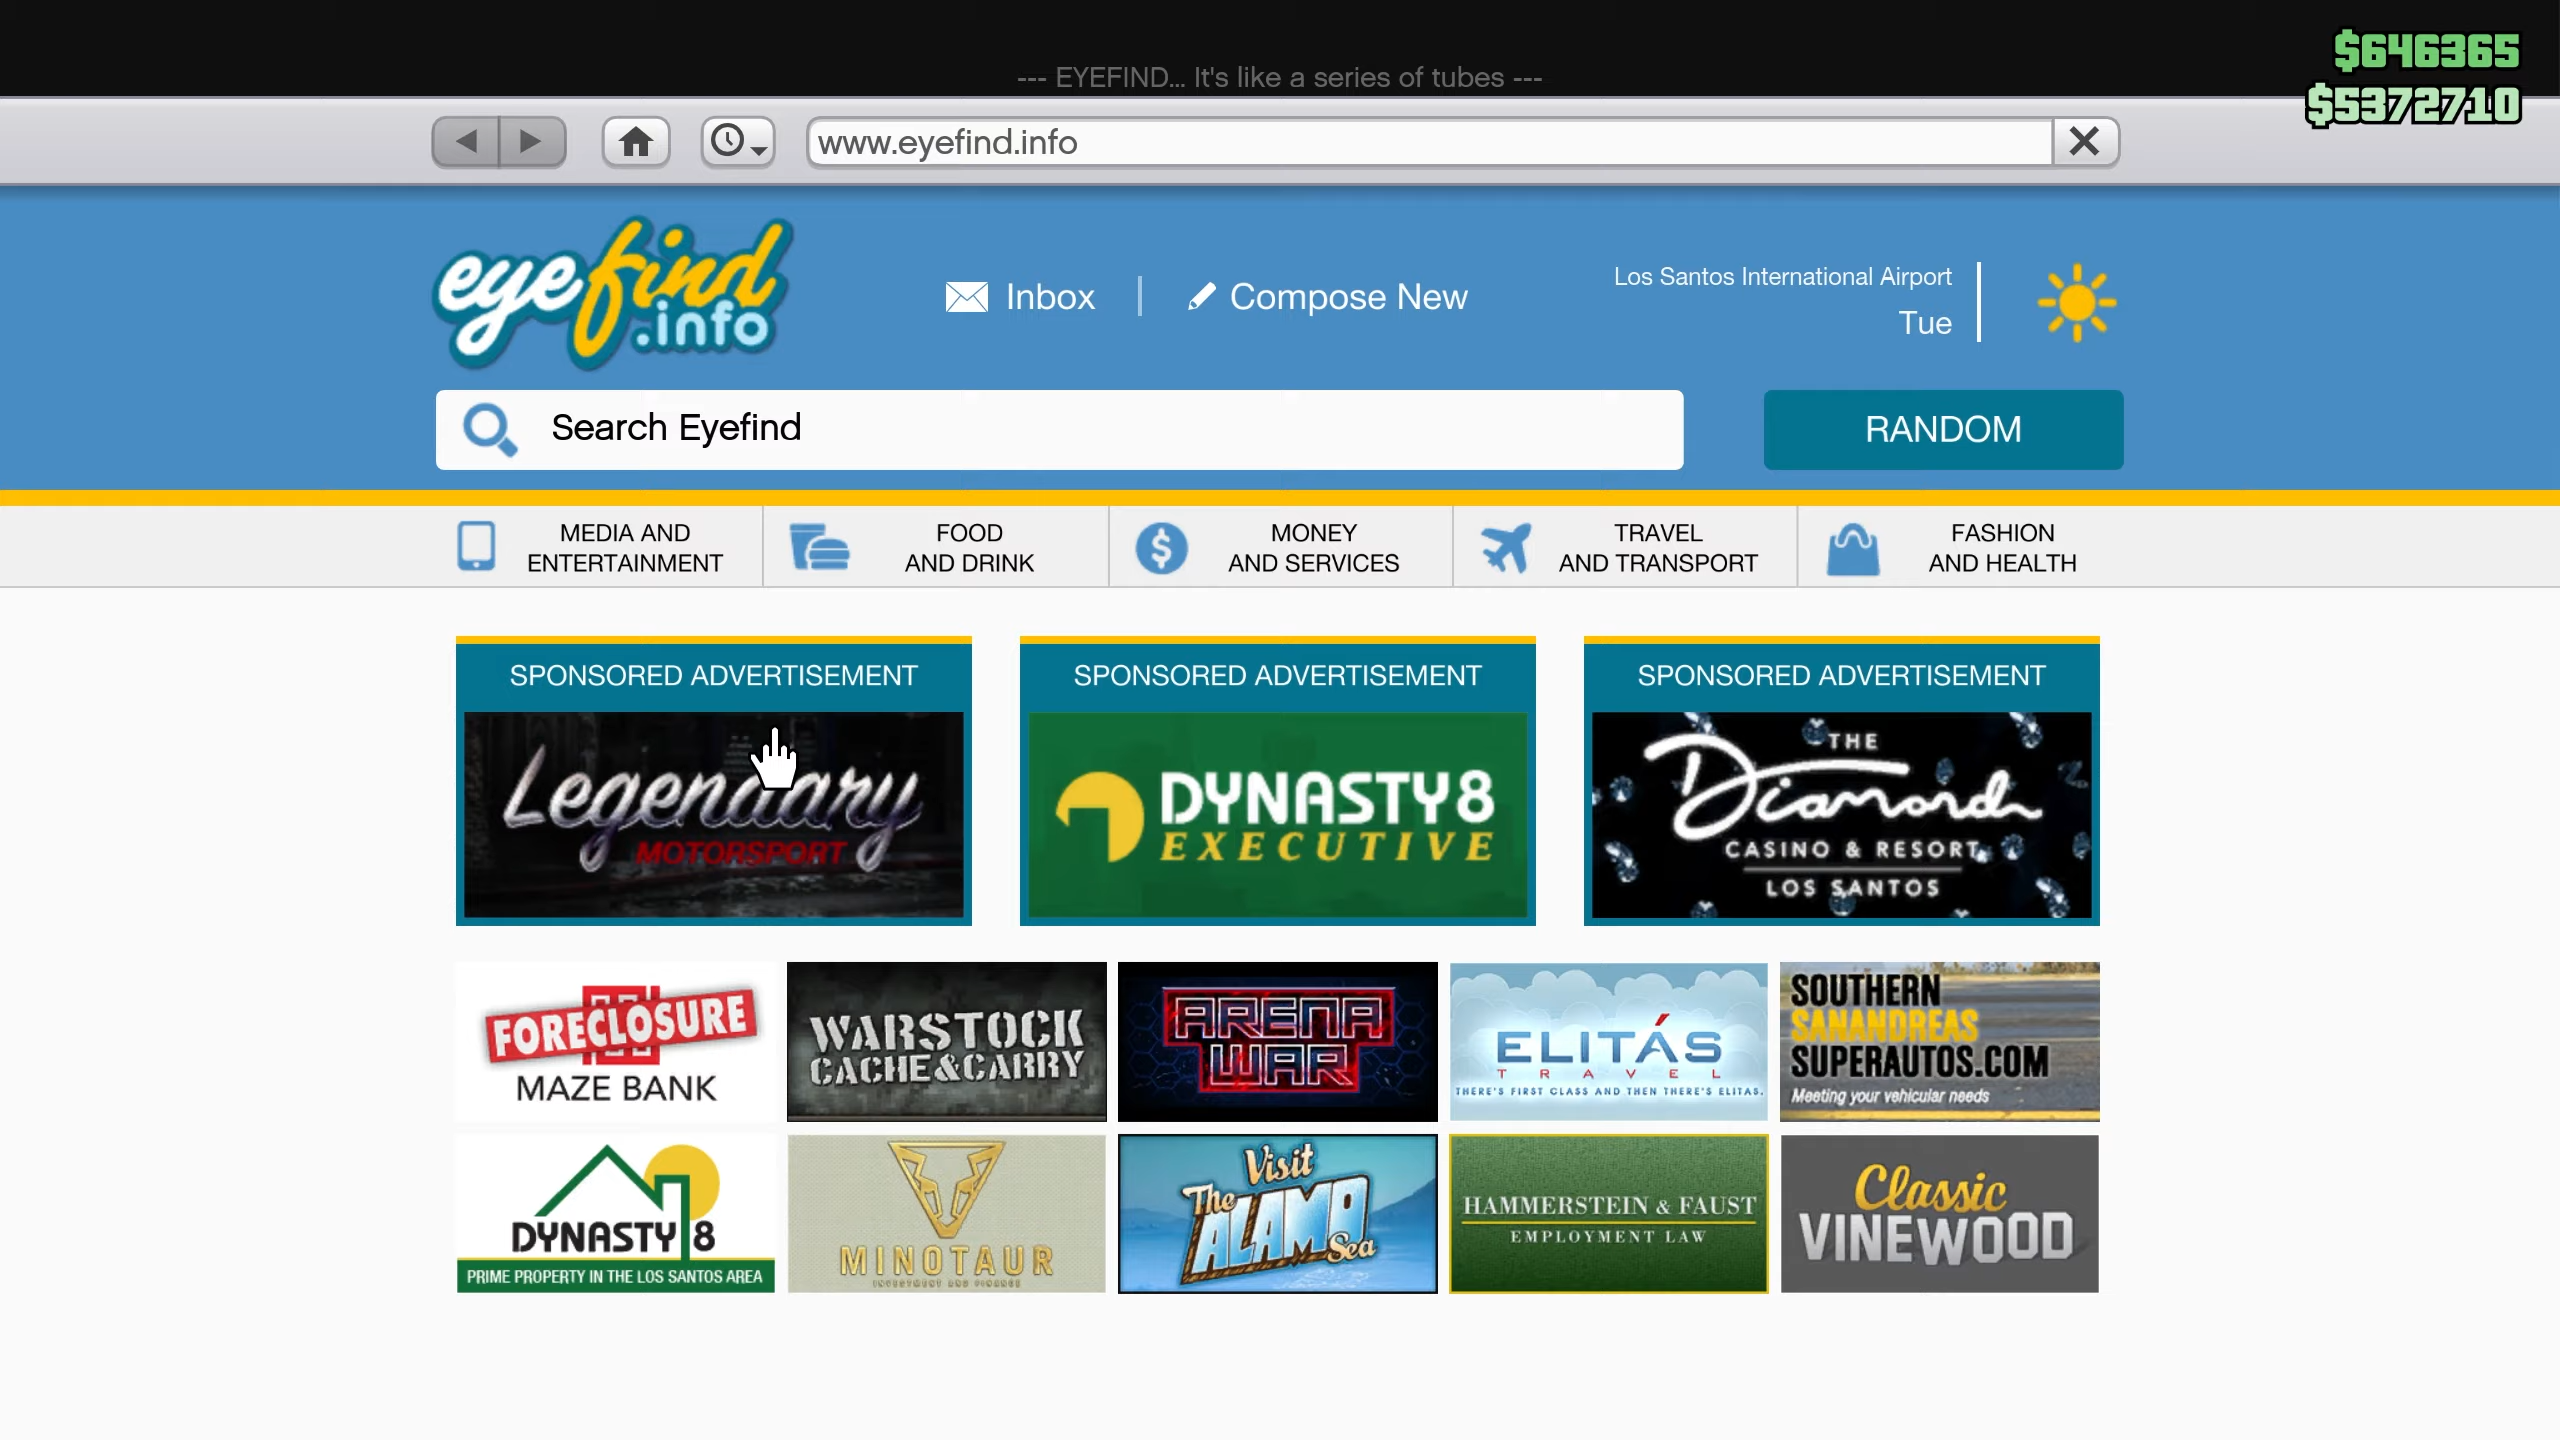 $646365
--- EYEFIND... It's like a series of tubes ---
$5372710
www.eyefind.info
eyefind
.info
Inbox
Compose New
Los Santos International Airport
Tue
Search Eyefind
RANDOM
MEDIA AND
ENTERTAINMENT
FOOD
AND DRINK
MONEY
AND SERVICES
TRAVEL
AND TRANSPORT
FASHION
AND HEALTH
SPONSORED ADVERTISEMENT
Legendary
MOTORSPORT
SPONSORED ADVERTISEMENT
DYNASTY8
EXECUTIVE
SPONSORED ADVERTISEMENT
THE
Diamond
CASINO & RESORT
LOS SANTOS
FORECLOSURE
MAZE BANK
WARSTOCK
CACHE&CARRY
ARENA
WAR
ELITÁS
TRAVEL
THERE'S FIRST CLASS AND THEN THERE'S ELITAS.
SOUTHERN
SANANDREAS
SUPERAUTOS.COM
Meeting your vehicular needs
DYNASTY 8
PRIME PROPERTY IN THE LOS SANTOS AREA
MINOTAUR
INVESTMENT AND FINANCE
Visit
The
ALAMO
Sea
HAMMERSTEIN & FAUST
EMPLOYMENT LAW
Classic
VINEWOOD